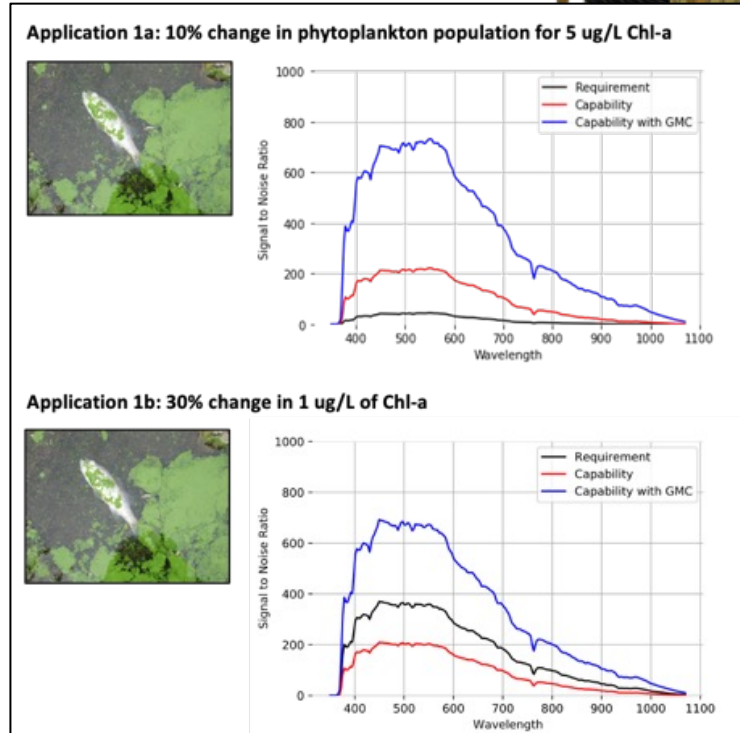 Application 1a: 10% change in phytoplankton population for 5 ug/L Chl-a
1000
800
600
400
200
0
Signal to Noise Ratio
Requirement
Capability
Capability with GMC
400 500 600 700 800 900 1000 1100
Wavelength
Application 1b: 30% change in 1 ug/L of Chl-a
1000
800
600
400
200
0
Signal to Noise Ratio
Requirement
Capability
Capability with GMC
400 500 600 700 800 900 1000 1100
Wavelength